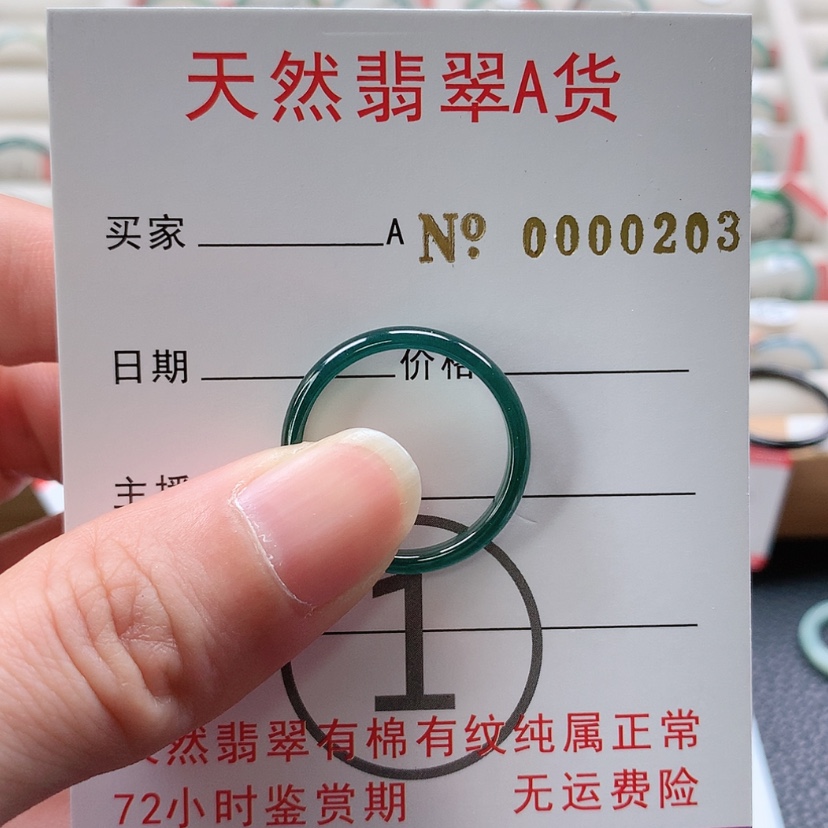 天然翡翠A货
买家 A № 0000203
日期 价格
主播
1
然翡翠有棉有纹纯属正常
72小时鉴赏期 无运费险